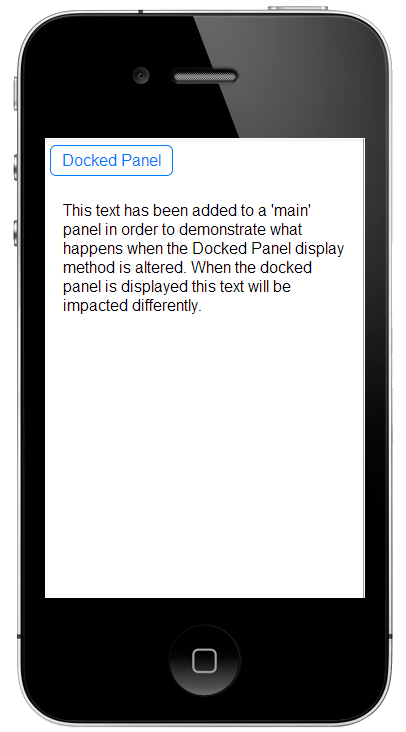 Docked Panel
This text has been added to a 'main'
panel in order to demonstrate what
happens when the Docked Panel display
method is altered. When the docked
panel is displayed this text will be
impacted differently.